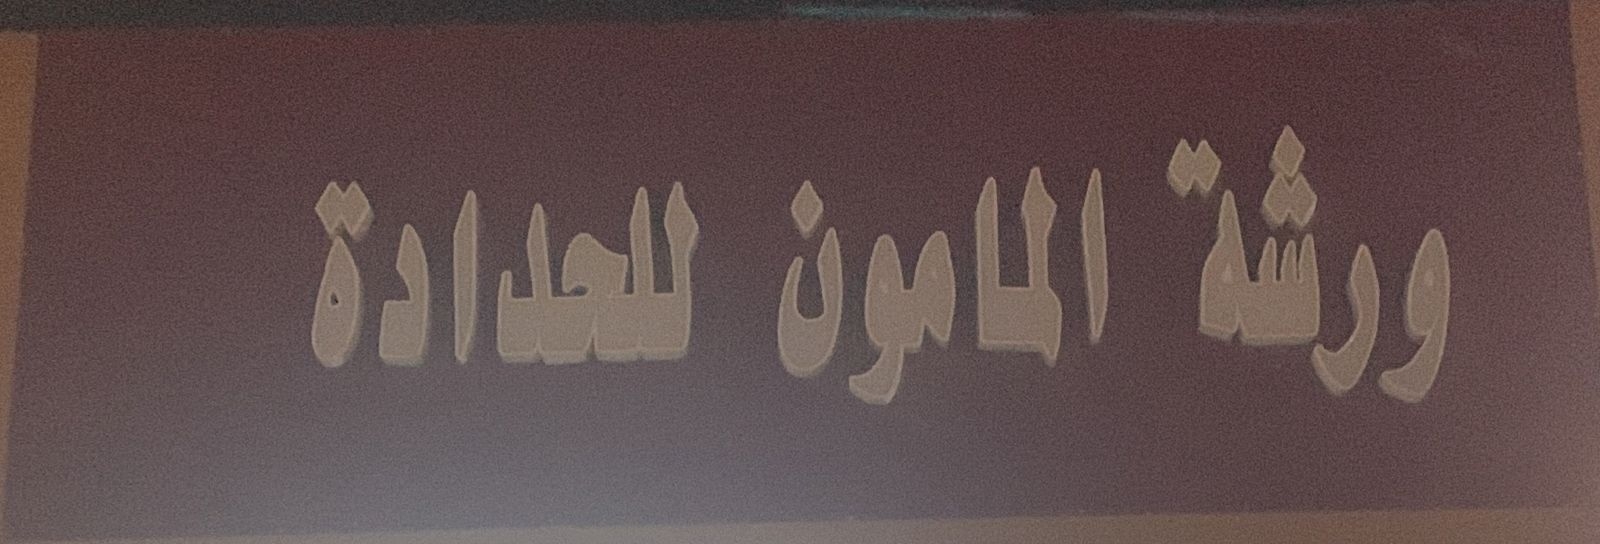 ورشة المامون للحدادة